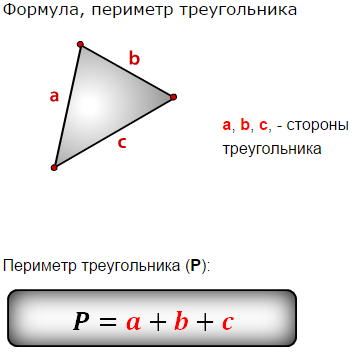 Формула, периметр треугольника
b
a
c
a, b, c, - стороны
треугольника
Периметр треугольника (P):
P = a + b + c